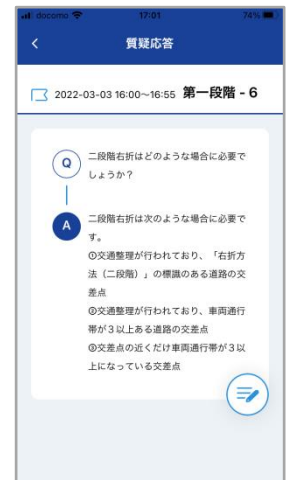 docomo 17:01 74%
質疑応答
2022-03-03 16:00～16:55 第一段階 - 6
Q 二段階右折はどのような場合に必要で
しょうか？
A 二段階右折は次のような場合に必要で
す。
①交通整理が行われており、「右折方
法（二段階）」の標識のある道路の交
差点
②交通整理が行われており、車両通行
帯が３以上ある道路の交差点
③交差点の近くだけ車両通行帯が３以
上になっている交差点